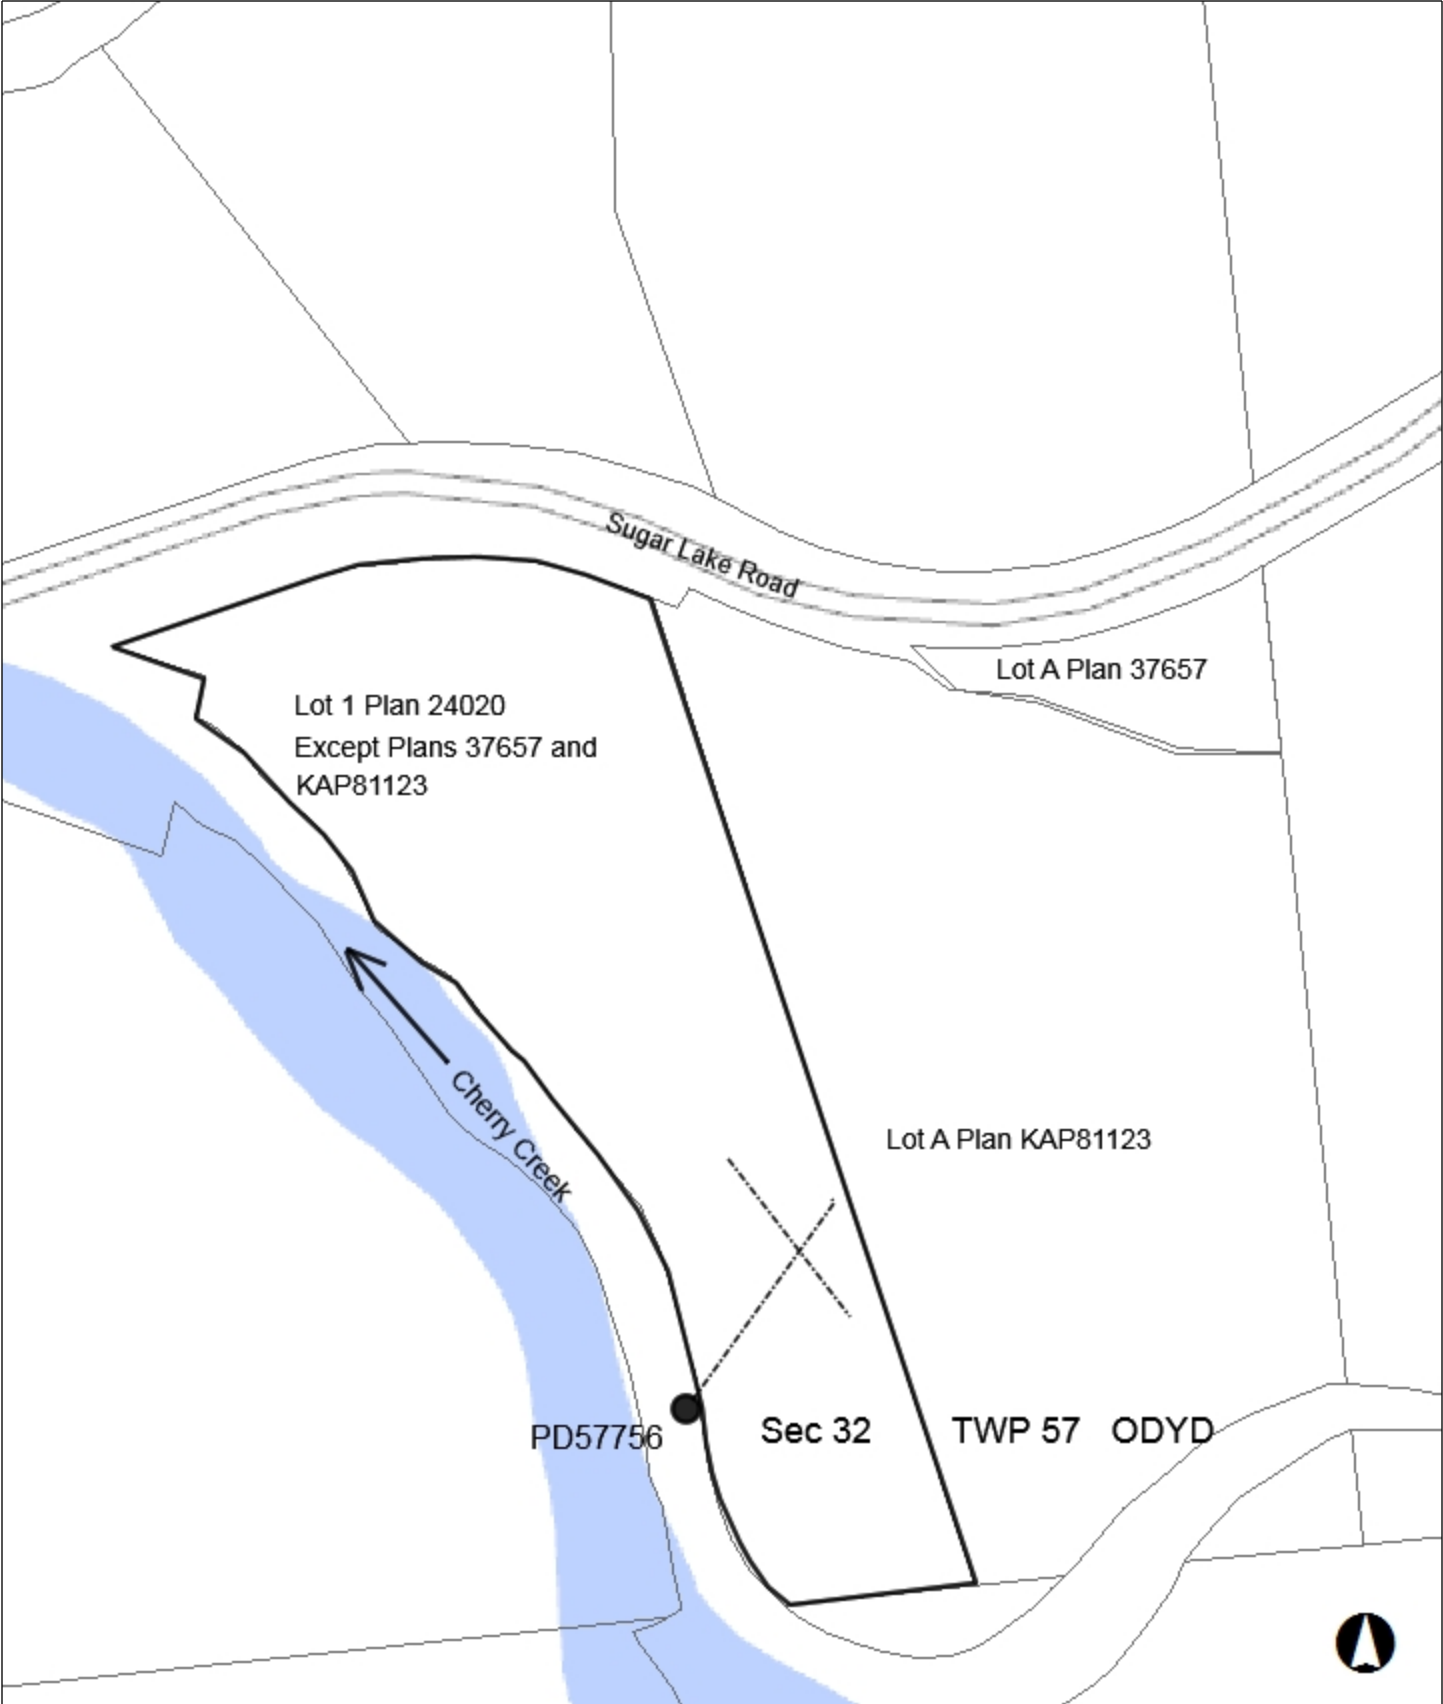 Sugar Lake Road
Lot A Plan 37657
Lot 1 Plan 24020
Except Plans 37657 and
KAP81123
Cherry Creek
Lot A Plan KAP81123
PD57756
Sec 32
TWP 57 ODYD